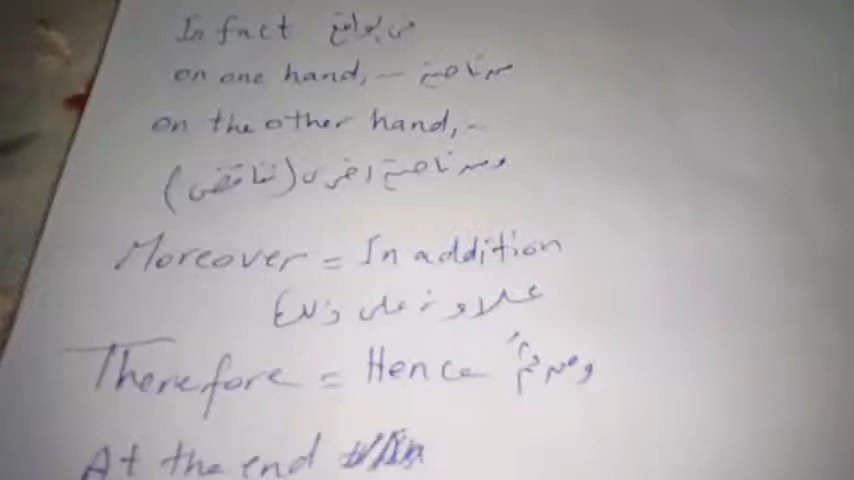 In fact في بواقع
on one hand, - من ناحية
on the other hand, -
ومن ناحية اخرى (تناقض)
Moreover = In addition
علاوة على ذلك
Therefore = Hence ومن ثمَّ
At the end